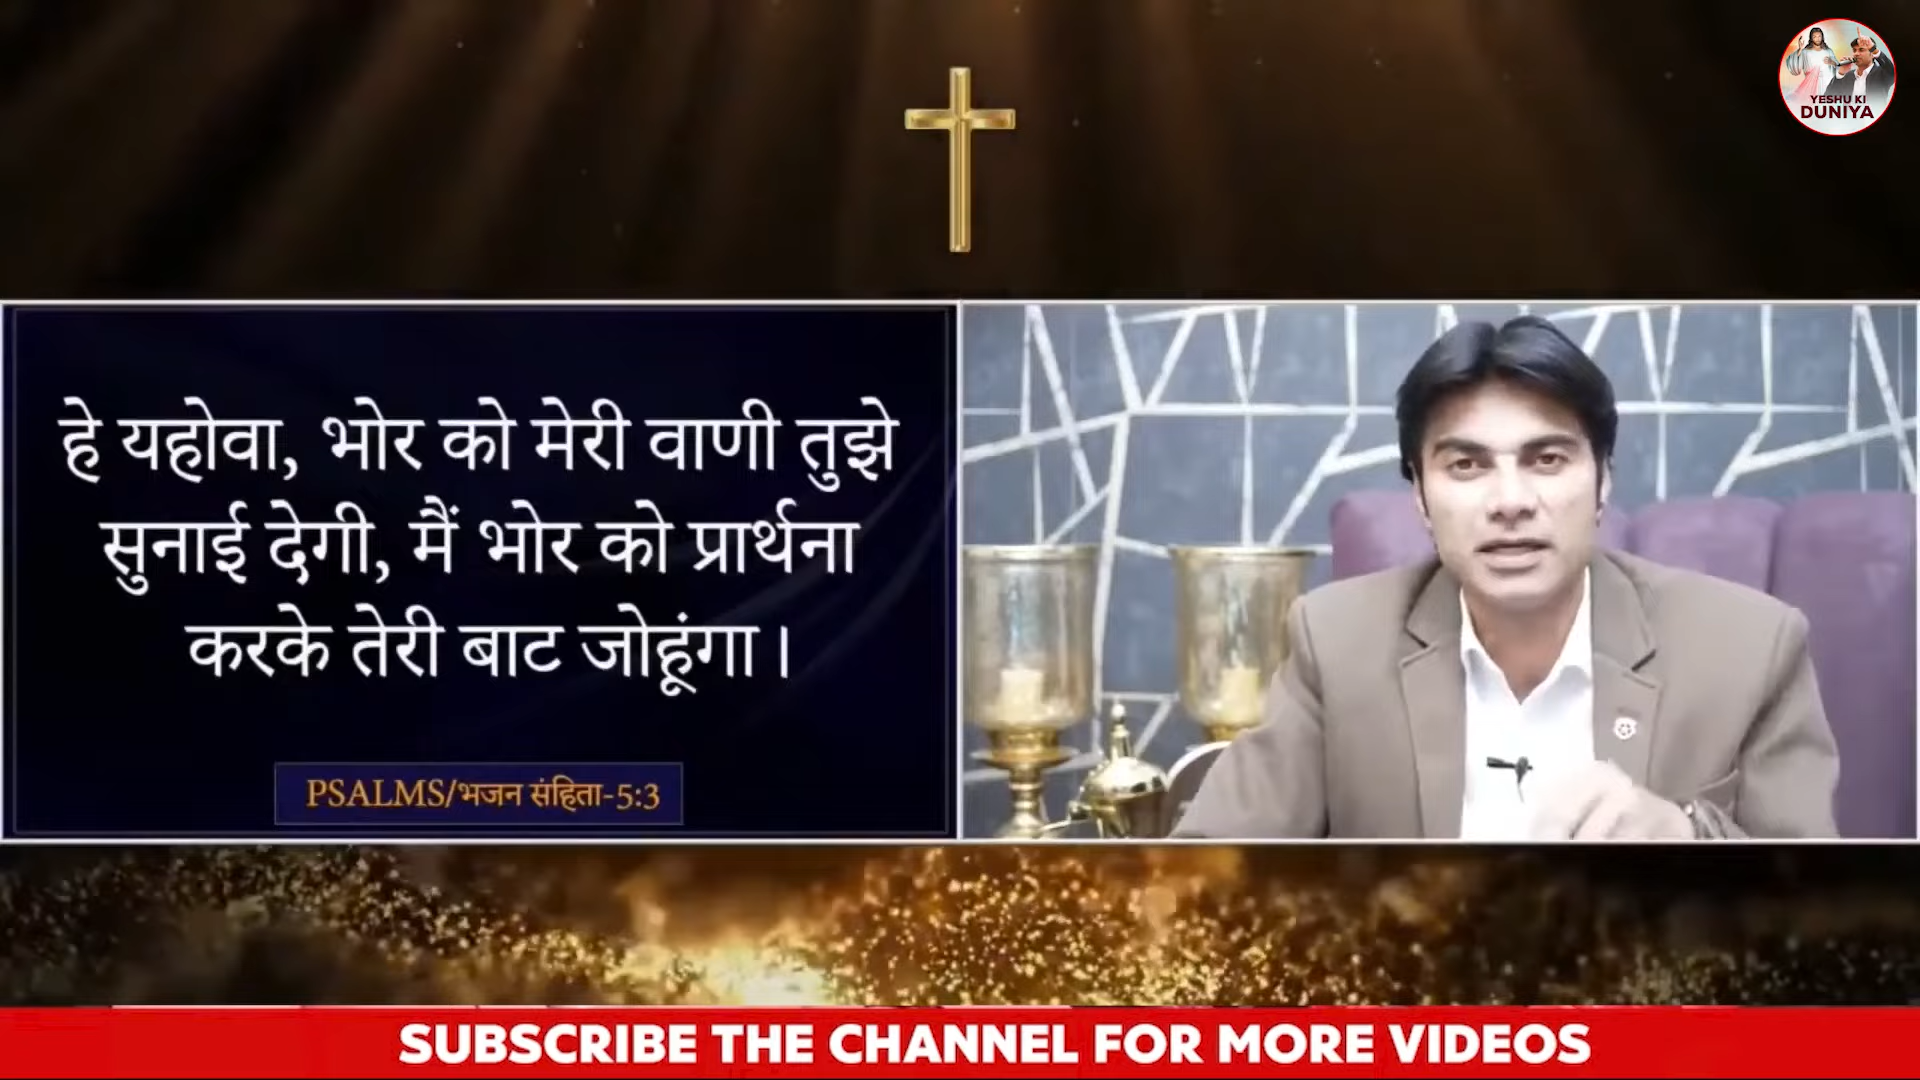 YESHU KI
DUNIYA
हे यहोवा, भोर को मेरी वाणी तुझे
सुनाई देगी, मैं भोर को प्रार्थना
करके तेरी बाट जोहूंगा।
PSALMS/भजन संहिता-5:3
SUBSCRIBE THE CHANNEL FOR MORE VIDEOS